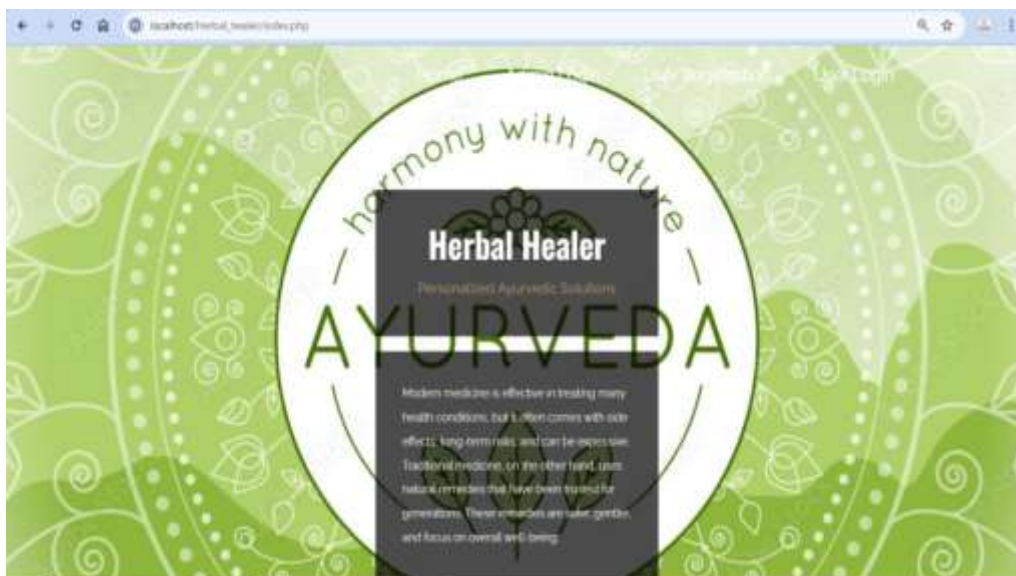 localhost/herbal_healer/index.php
User Login
harmony with nature
Herbal Healer
Personalized Ayurvedic Solutions
AYURVEDA
Modern medicine is effective in treating many
health conditions, but it often comes with side
effects, long-term risks, and can be expensive.
Traditional medicine, on the other hand, uses
natural remedies that have been trusted for
generations. These remedies are safer, gentler,
and focus on overall well-being.